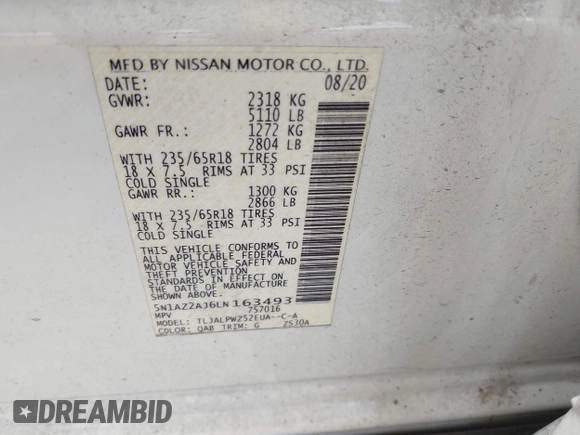 MFD BY NISSAN MOTOR CO., LTD.
DATE: 08/20
GVWR: 2318 KG
5110 LB
GAWR FR.: 1272 KG
2804 LB
WITH 235/65R18 TIRES
18 X 7.5 RIMS AT 33 PSI
COLD SINGLE
GAWR RR.: 1300 KG
2866 LB
WITH 235/65R18 TIRES
18 X 7.5 RIMS AT 33 PSI
COLD SINGLE
THIS VEHICLE CONFORMS TO
ALL APPLICABLE FEDERAL
MOTOR VEHICLE SAFETY AND
THEFT PREVENTION
STANDARDS IN EFFECT ON
THE DATE OF MANUFACTURE
SHOWN ABOVE.
5N1AZ2AJ6LN163493
757016
MPV
MODEL: TLJALPWZ52EUA--C-A
COLOR: QAB TRIM: G Z530A
DREAMBID